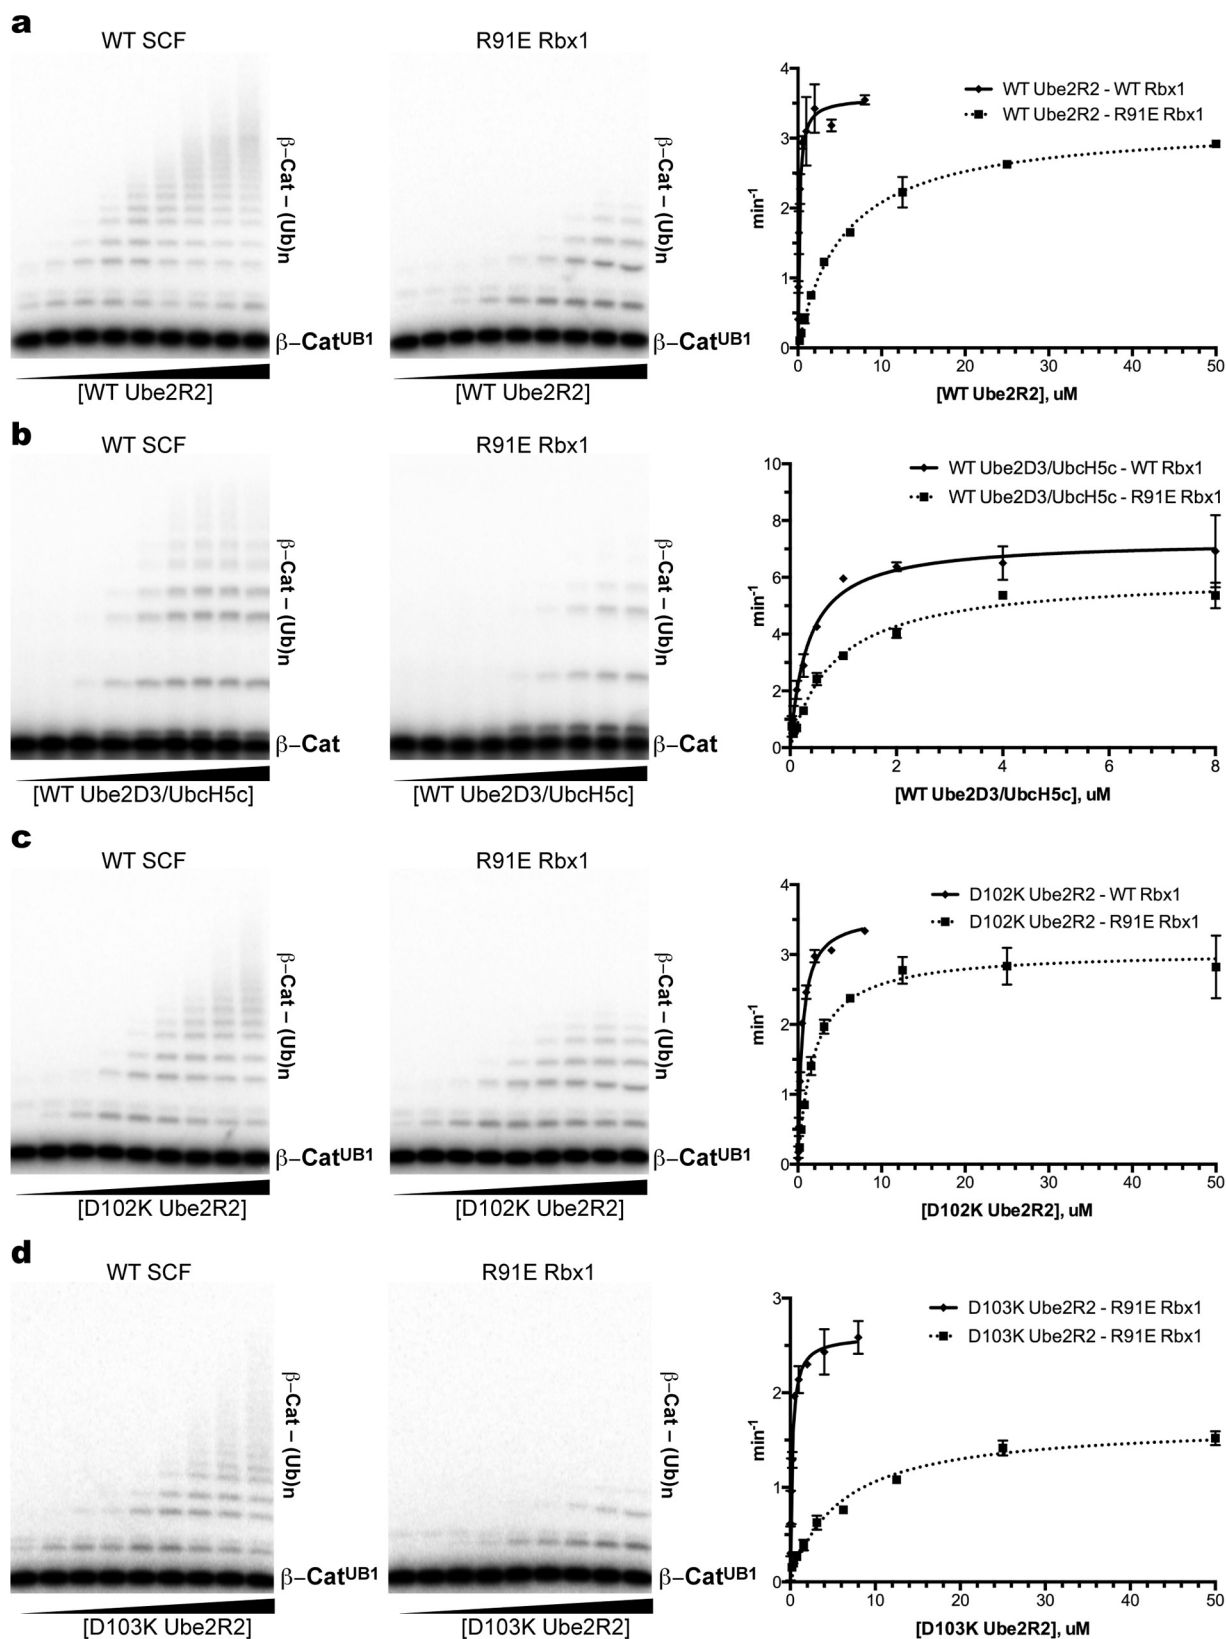 a
WT SCF
R91E Rbx1
β–Cat – (Ub)n
β–CatUB1
[WT Ube2R2]
β–Cat – (Ub)n
β–CatUB1
[WT Ube2R2]
4
3
2
1
0
min-1
WT Ube2R2 - WT Rbx1
WT Ube2R2 - R91E Rbx1
0 10 20 30 40 50
[WT Ube2R2], uM
b
WT SCF
R91E Rbx1
β–Cat – (Ub)n
β–Cat
[WT Ube2D3/UbcH5c]
β–Cat – (Ub)n
β–Cat
[WT Ube2D3/UbcH5c]
10
8
6
4
2
0
min-1
WT Ube2D3/UbcH5c - WT Rbx1
WT Ube2D3/UbcH5c - R91E Rbx1
0 2 4 6 8
[WT Ube2D3/UbcH5c], uM
c
WT SCF
R91E Rbx1
β–Cat – (Ub)n
β–CatUB1
[D102K Ube2R2]
β–Cat – (Ub)n
β–CatUB1
[D102K Ube2R2]
4
3
2
1
0
min-1
D102K Ube2R2 - WT Rbx1
D102K Ube2R2 - R91E Rbx1
0 10 20 30 40 50
[D102K Ube2R2], uM
d
WT SCF
R91E Rbx1
β–Cat – (Ub)n
β–CatUB1
[D103K Ube2R2]
β–Cat – (Ub)n
β–CatUB1
[D103K Ube2R2]
3
2
1
0
min-1
D103K Ube2R2 - R91E Rbx1
D103K Ube2R2 - R91E Rbx1
0 10 20 30 40 50
[D103K Ube2R2], uM